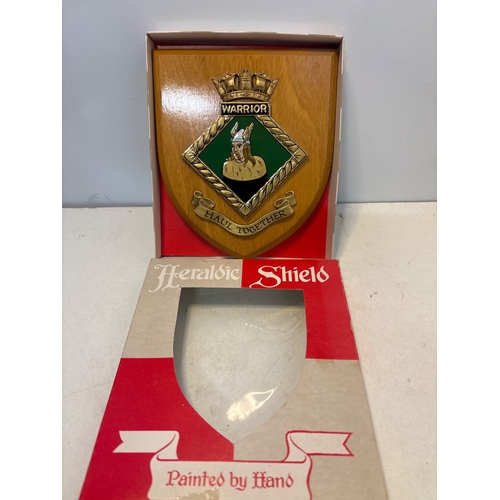 WARRIOR
HAUL TOGETHER
Heraldic Shield
Painted by Hand